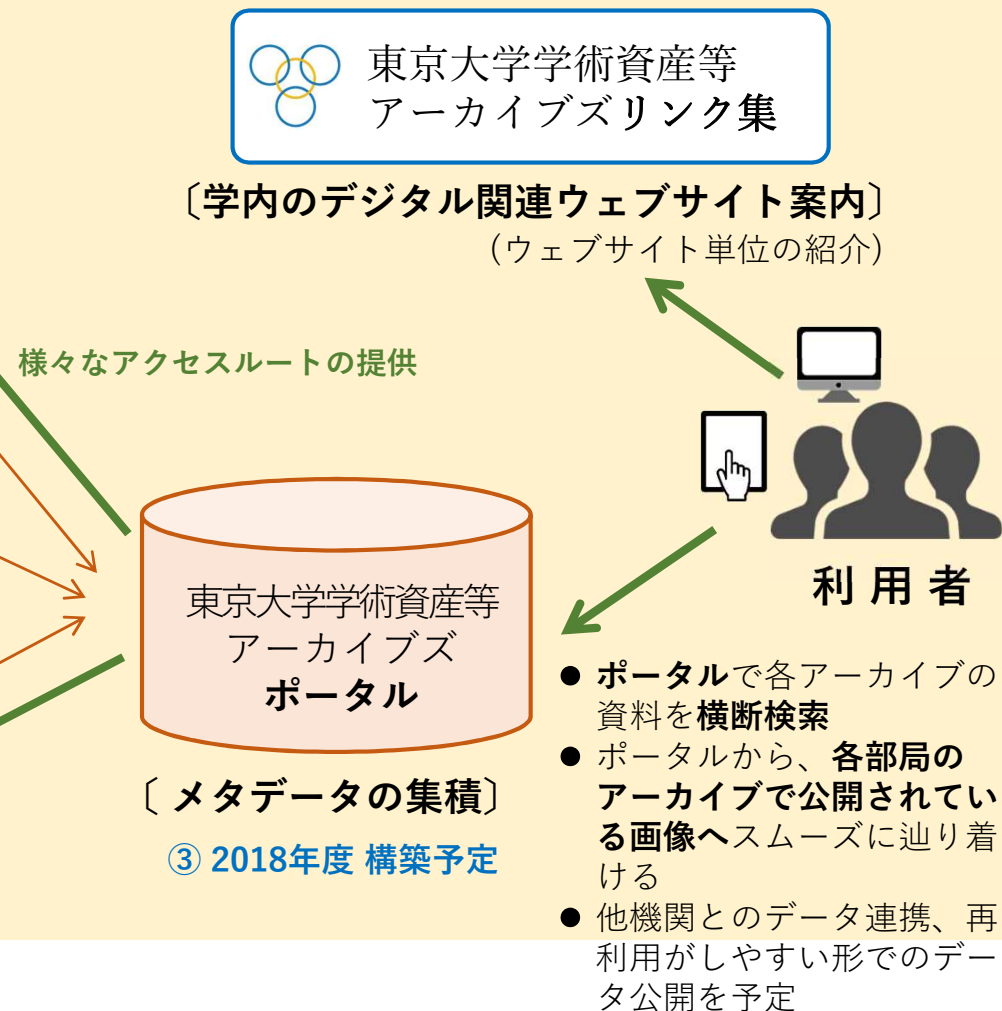 東京大学学術資産等
アーカイブズリンク集
〔学内のデジタル関連ウェブサイト案内〕
(ウェブサイト単位の紹介)
様々なアクセスルートの提供
東京大学学術資産等
アーカイブズ
ポータル
〔 メタデータの集積〕
③ 2018年度 構築予定
利 用 者
● ポータルで各アーカイブの
資料を横断検索
● ポータルから、各部局の
アーカイブで公開されてい
る画像へスムーズに辿り着
ける
● 他機関とのデータ連携、再
利用がしやすい形でのデー
タ公開を予定